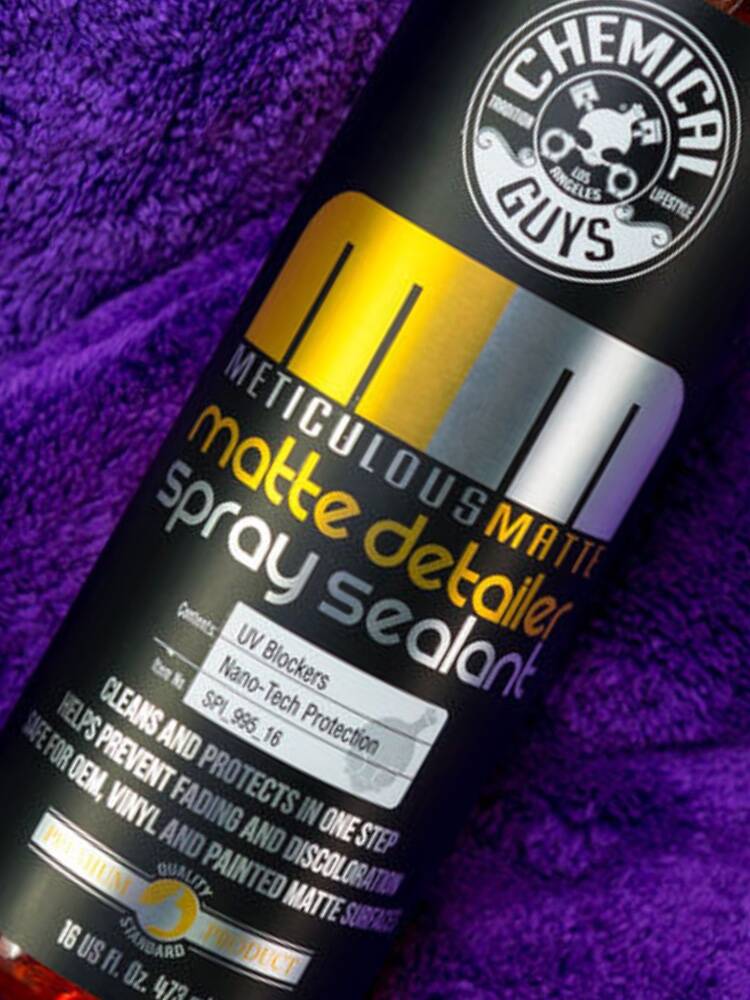 CHEMICAL
TRADITION
LOS
ANGELES
LIFESTYLE
GUYS
METICULOUSMATTE
matte detailer
spray sealant
Contents: UV Blockers
Nano-Tech Protection
Item No SPI_995_16
CLEANS AND PROTECTS IN ONE STEP
HELPS PREVENT FADING AND DISCOLORATION
SAFE FOR OEM, VINYL AND PAINTED MATTE SURFACES
QUALITY
PREMIUM PRODUCT
STANDARD
16 US Fl. Oz. 473